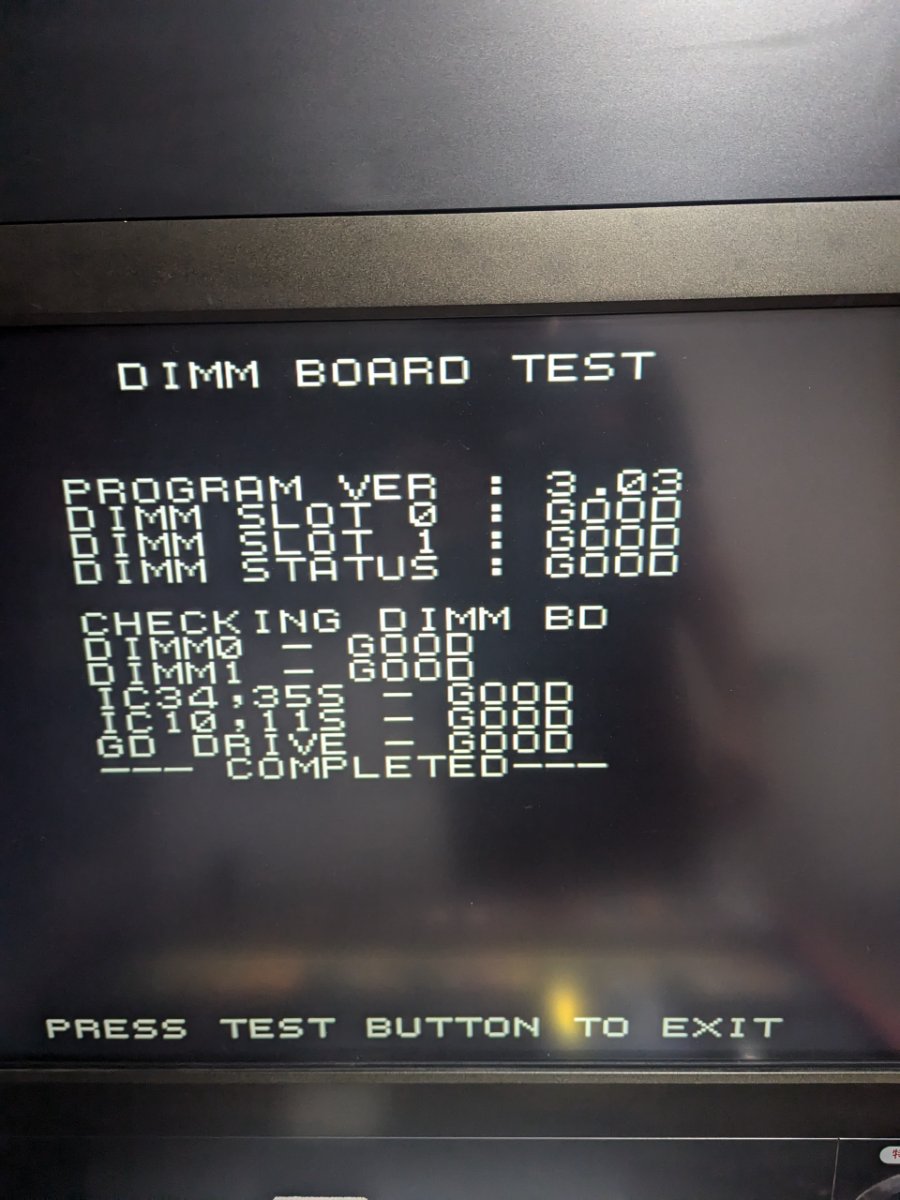 DIMM BOARD TEST
PROGRAM VER : 3.03
DIMM SLOT 0 : GOOD
DIMM SLOT 1 : GOOD
DIMM STATUS : GOOD
CHECKING DIMM BD
DIMM0 - GOOD
DIMM1 - GOOD
IC34,35S - GOOD
IC10,11S - GOOD
GD DRIVE - GOOD
--- COMPLETED---
PRESS TEST BUTTON TO EXIT